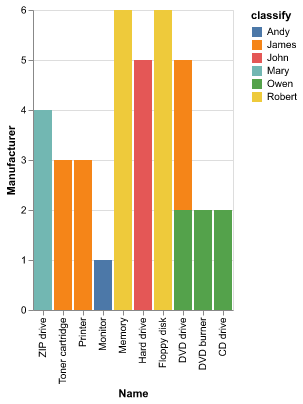 classify
Andy
James
John
Mary
Owen
Robert
Manufacturer
6
5
4
3
2
1
0
ZIP drive
Toner cartridge
Printer
Monitor
Memory
Hard drive
Floppy disk
DVD drive
DVD burner
CD drive
Name